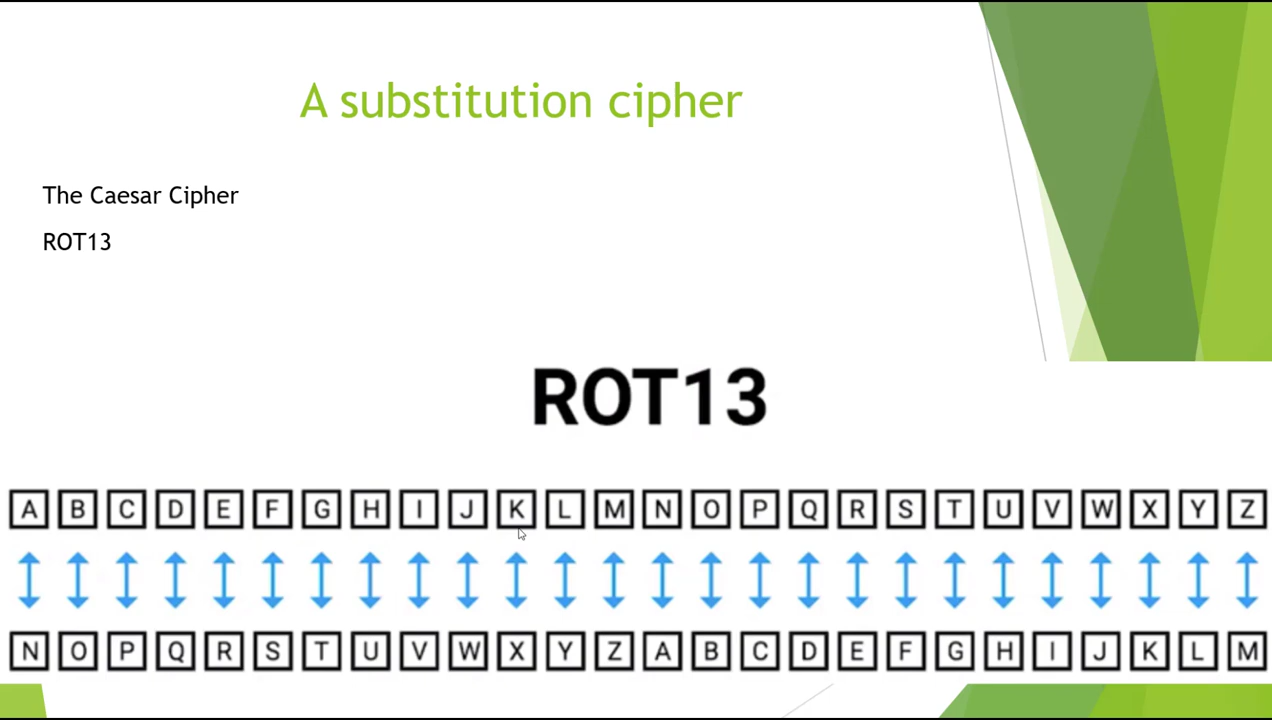 A substitution cipher
The Caesar Cipher
ROT13
ROT13
A B C D E F G H I J K L M N O P Q R S T U V W X Y Z
N O P Q R S T U V W X Y Z A B C D E F G H I J K L M